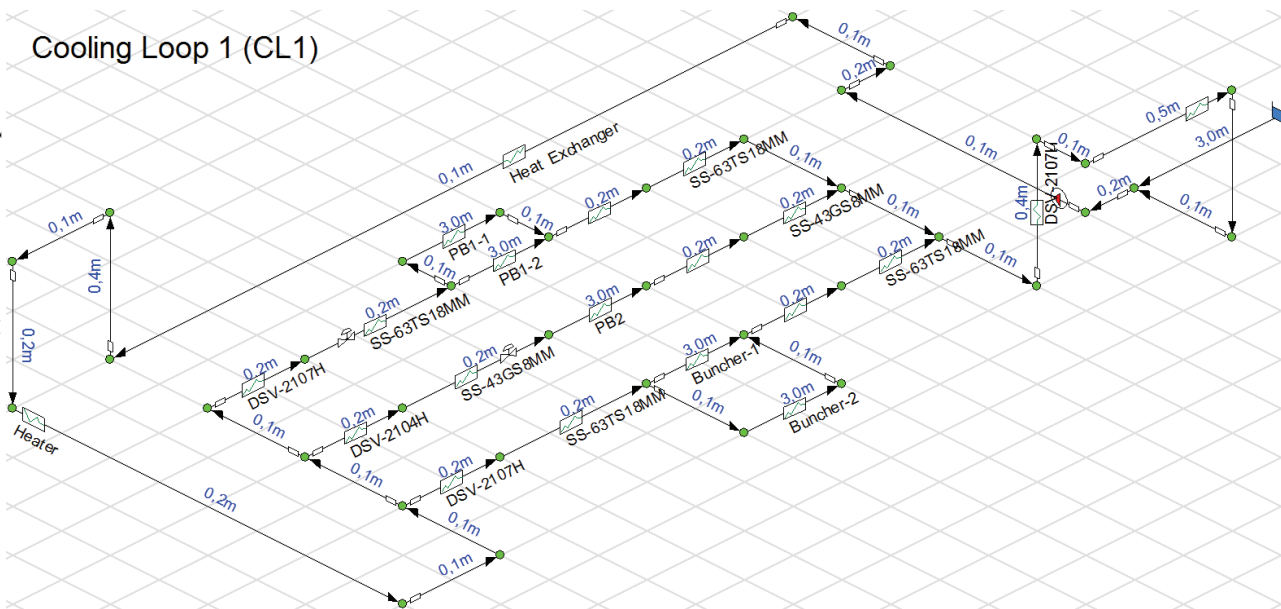 Cooling Loop 1 (CL1)
0,1m
0,2m
0,1m
Heat Exchanger
0,1m
0,5m
0,1m
3,0m
DSV-2107H
0,4m
0,2m
0,1m
0,2m
SS-63TS18MM
0,1m
0,2m
0,2m
SS-43GS8MM
0,1m
0,1m
3,0m
PB1-1
0,1m
3,0m
PB1-2
0,1m
0,4m
0,2m
0,2m
SS-63TS18MM
0,2m
SS-63TS18MM
0,1m
0,2m
3,0m
PB2
0,2m
0,2m
DSV-2107H
0,2m
SS-43GS8MM
3,0m
Buncher-1
0,1m
Heater
0,1m
0,2m
DSV-2104H
0,2m
SS-63TS18MM
0,1m
3,0m
Buncher-2
0,1m
0,2m
DSV-2107H
0,2m
0,1m
0,1m